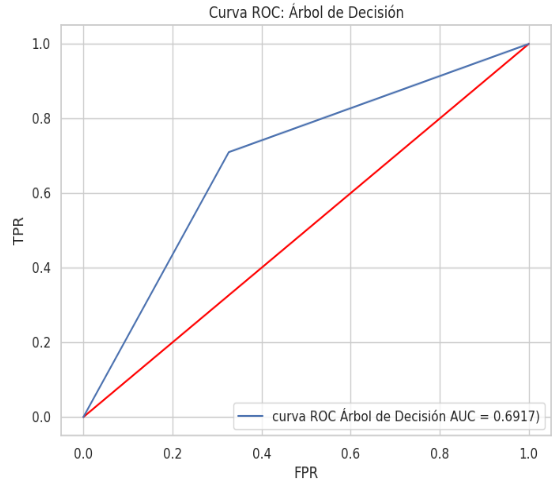 Curva ROC: Árbol de Decisión
1.0
0.8
0.6
0.4
0.2
0.0
TPR
0.0 0.2 0.4 0.6 0.8 1.0
FPR
curva ROC Árbol de Decisión AUC = 0.6917)